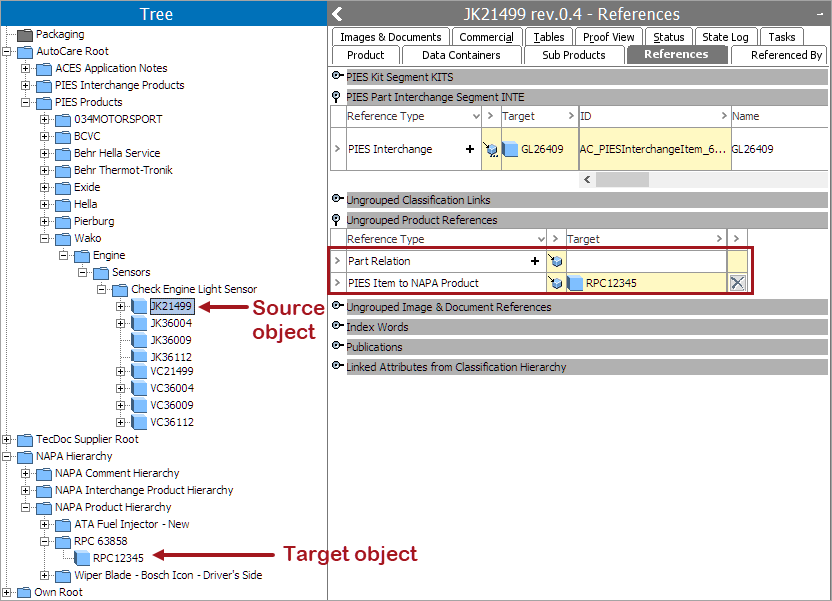 Tree
Packaging
AutoCare Root
ACES Application Notes
PIES Interchange Products
PIES Products
034MOTORSPORT
BCVC
Behr Hella Service
Behr Thermot-Tronik
Exide
Hella
Pierburg
Wako
Engine
Sensors
Check Engine Light Sensor
JK21499
JK36004
JK36009
JK36112
VC21499
VC36004
VC36009
VC36112
TecDoc Supplier Root
NAPA Hierarchy
NAPA Comment Hierarchy
NAPA Interchange Product Hierarchy
NAPA Product Hierarchy
ATA Fuel Injector - New
RPC 63858
RPC12345
Wiper Blade - Bosch Icon - Driver's Side
Own Root
Source
object
Target object
JK21499 rev.0.4 - References
Images & Documents Commercial Tables Proof View Status State Log Tasks
Product Data Containers Sub Products References Referenced By
PIES Kit Segment KITS
PIES Part Interchange Segment INTE
Reference Type > Target > ID > Name
PIES Interchange + GL26409 AC_PIESInterchangeItem_6... GL26409
Ungrouped Classification Links
Ungrouped Product References
Reference Type > Target > >
Part Relation +
PIES Item to NAPA Product RPC12345
Ungrouped Image & Document References
Index Words
Publications
Linked Attributes from Classification Hierarchy